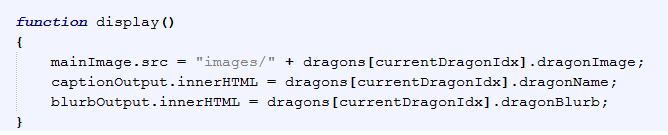 function display()
{
    mainImage.src = "images/" + dragons[currentDragonIdx].dragonImage;
    captionOutput.innerHTML = dragons[currentDragonIdx].dragonName;
    blurbOutput.innerHTML = dragons[currentDragonIdx].dragonBlurb;
}